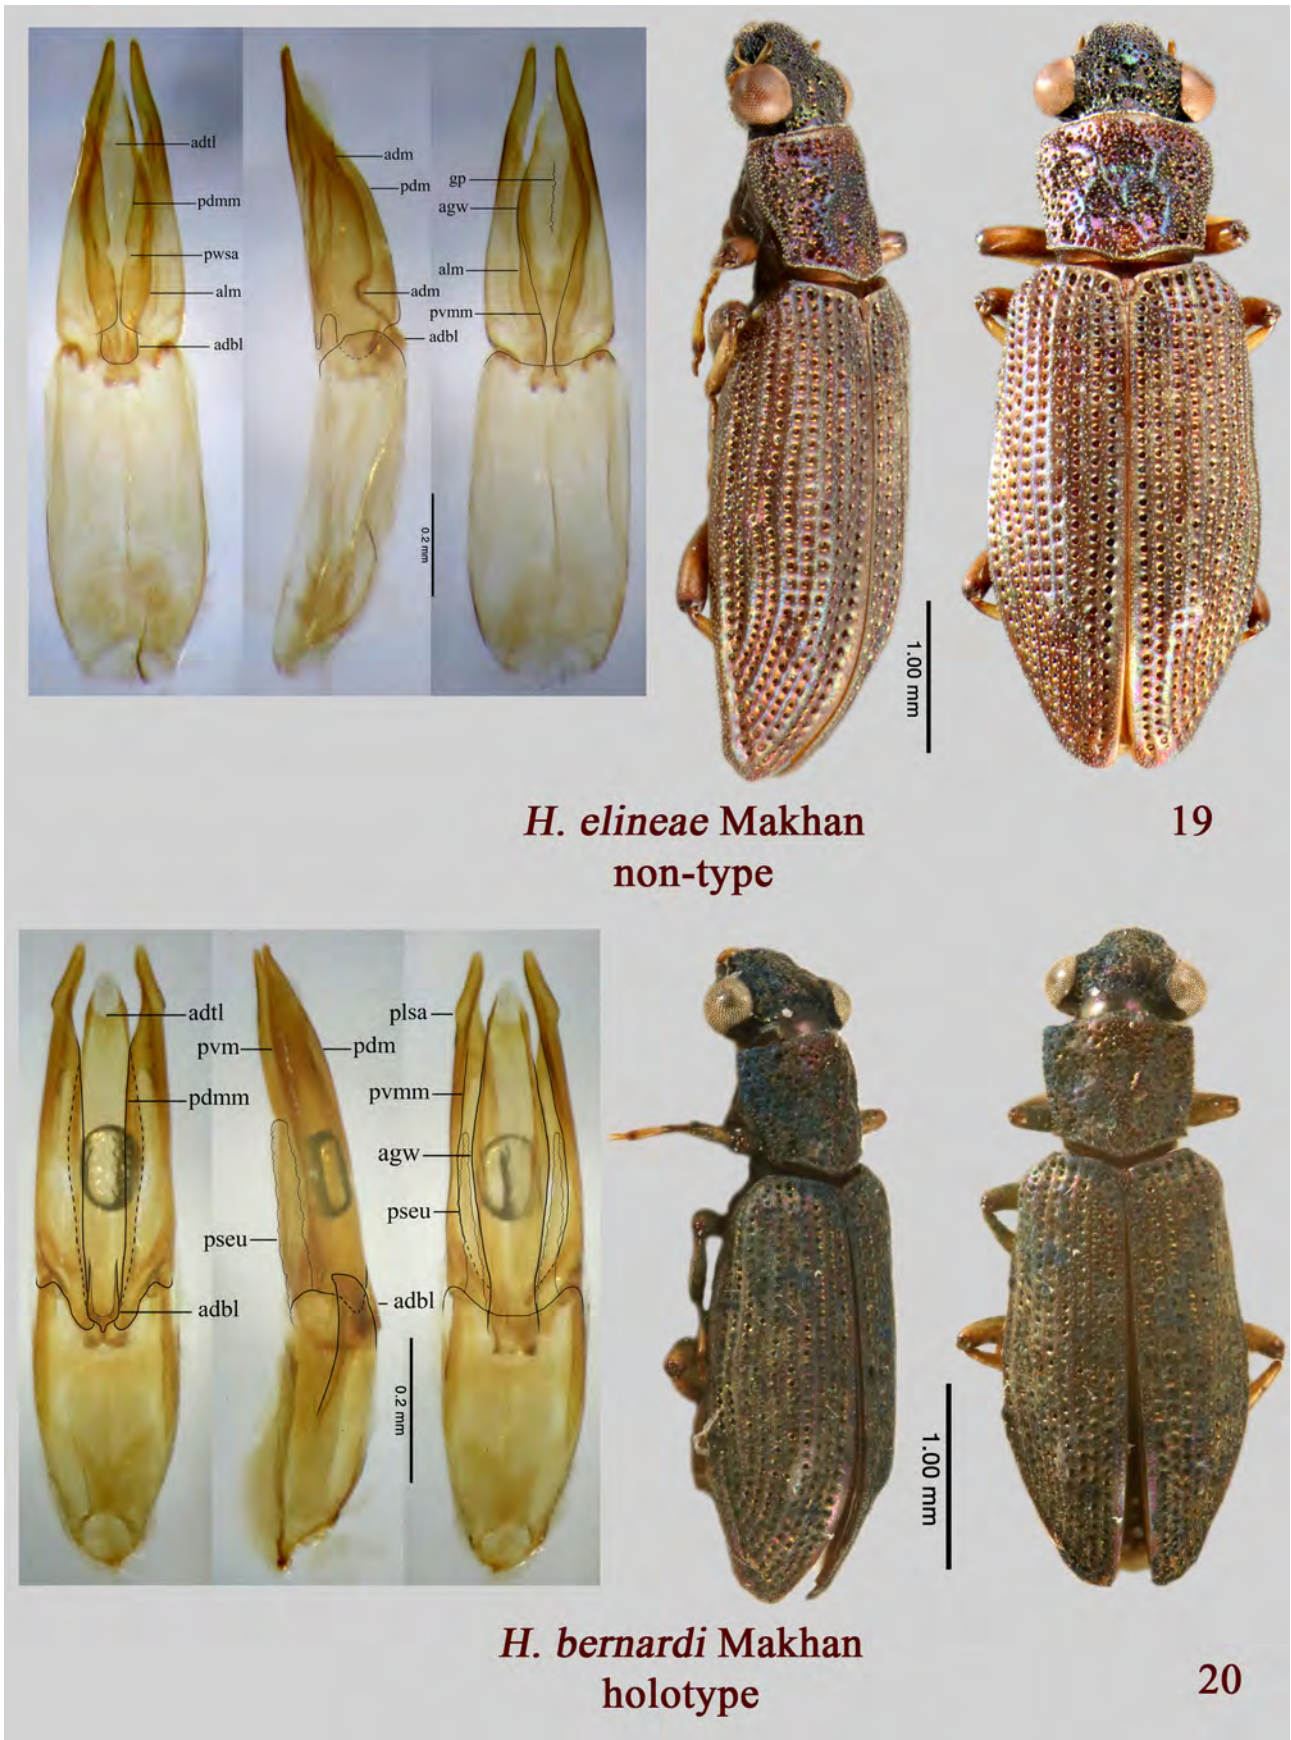 adtl
pdmm
pwsa
alm
adbl
adm
pdm
adm
adbl
gp
agw
alm
pvmm
0.2 mm
1.00 mm
H. elineae Makhan
non-type
19
adtl
pvm
pdmm
pseu
adbl
pdm
adbl
plsa
pvmm
agw
pseu
0.2 mm
1.00 mm
H. bernardi Makhan
holotype
20